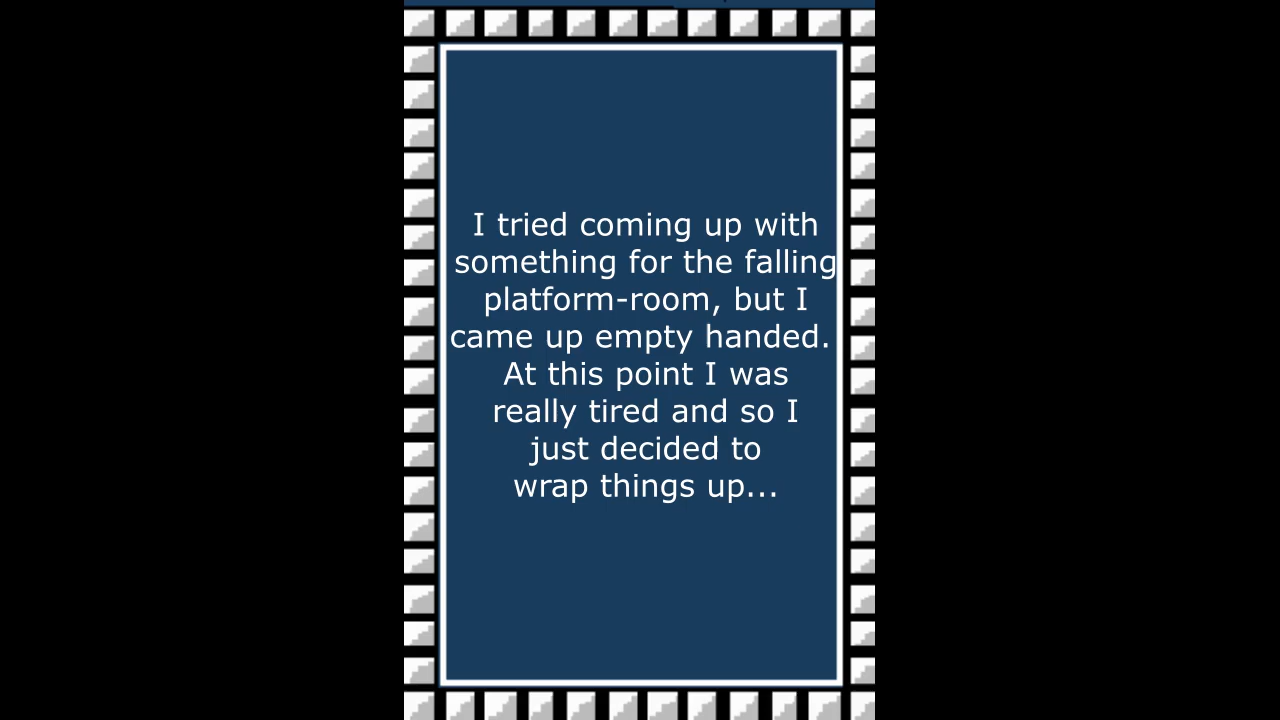 I tried coming up with
something for the falling
platform-room, but I
came up empty handed.
At this point I was
really tired and so I
just decided to
wrap things up...